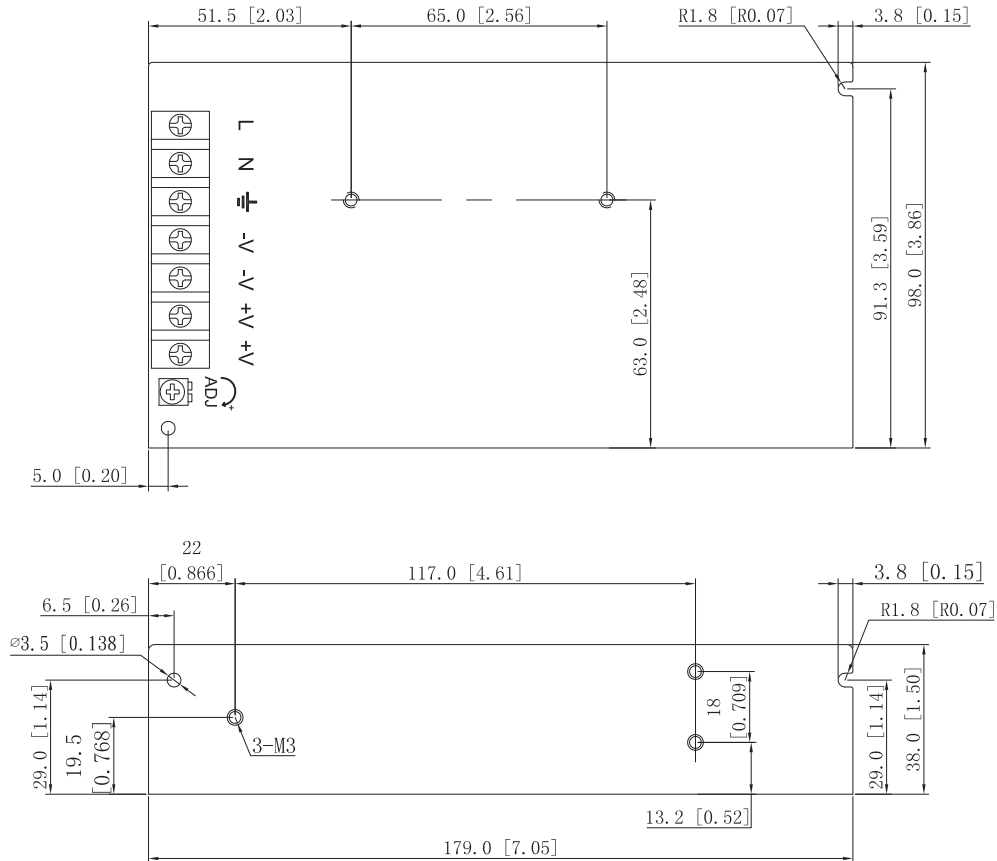 51.5 [2.03]
65.0 [2.56]
R1.8 [R0.07]
3.8 [0.15]
L
N
-V
-V
+V
+V
ADJ
+
63.0 [2.48]
91.3 [3.59]
98.0 [3.86]
5.0 [0.20]
22
[0.866]
117.0 [4.61]
3.8 [0.15]
6.5 [0.26]
R1.8 [R0.07]
⌀3.5 [0.138]
29.0 [1.14]
19.5
[0.768]
3-M3
18
[0.709]
29.0 [1.14]
38.0 [1.50]
13.2 [0.52]
179.0 [7.05]